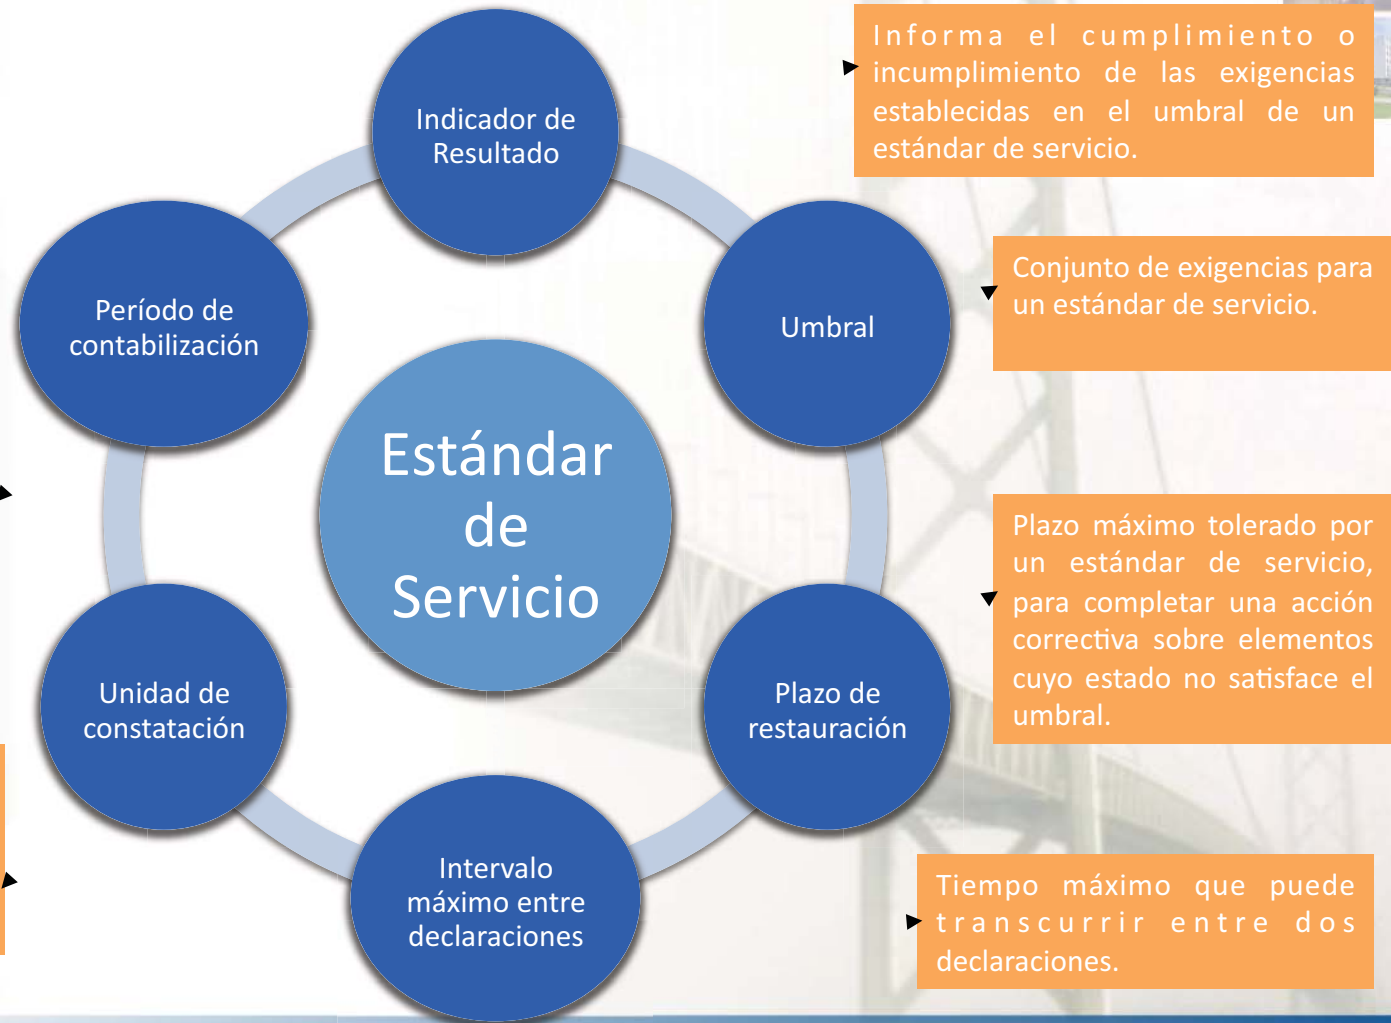 Indicador de
Resultado
Informa el cumplimiento o
incumplimiento de las exigencias
establecidas en el umbral de un
estándar de servicio.
Umbral
Conjunto de exigencias para
un estándar de servicio.
Período de
contabilización
Estándar
de
Servicio
Plazo de
restauración
Plazo máximo tolerado por
un estándar de servicio,
para completar una acción
correctiva sobre elementos
cuyo estado no satisface el
umbral.
Unidad de
constatación
Intervalo
máximo entre
declaraciones
Tiempo máximo que puede
transcurrir entre dos
declaraciones.